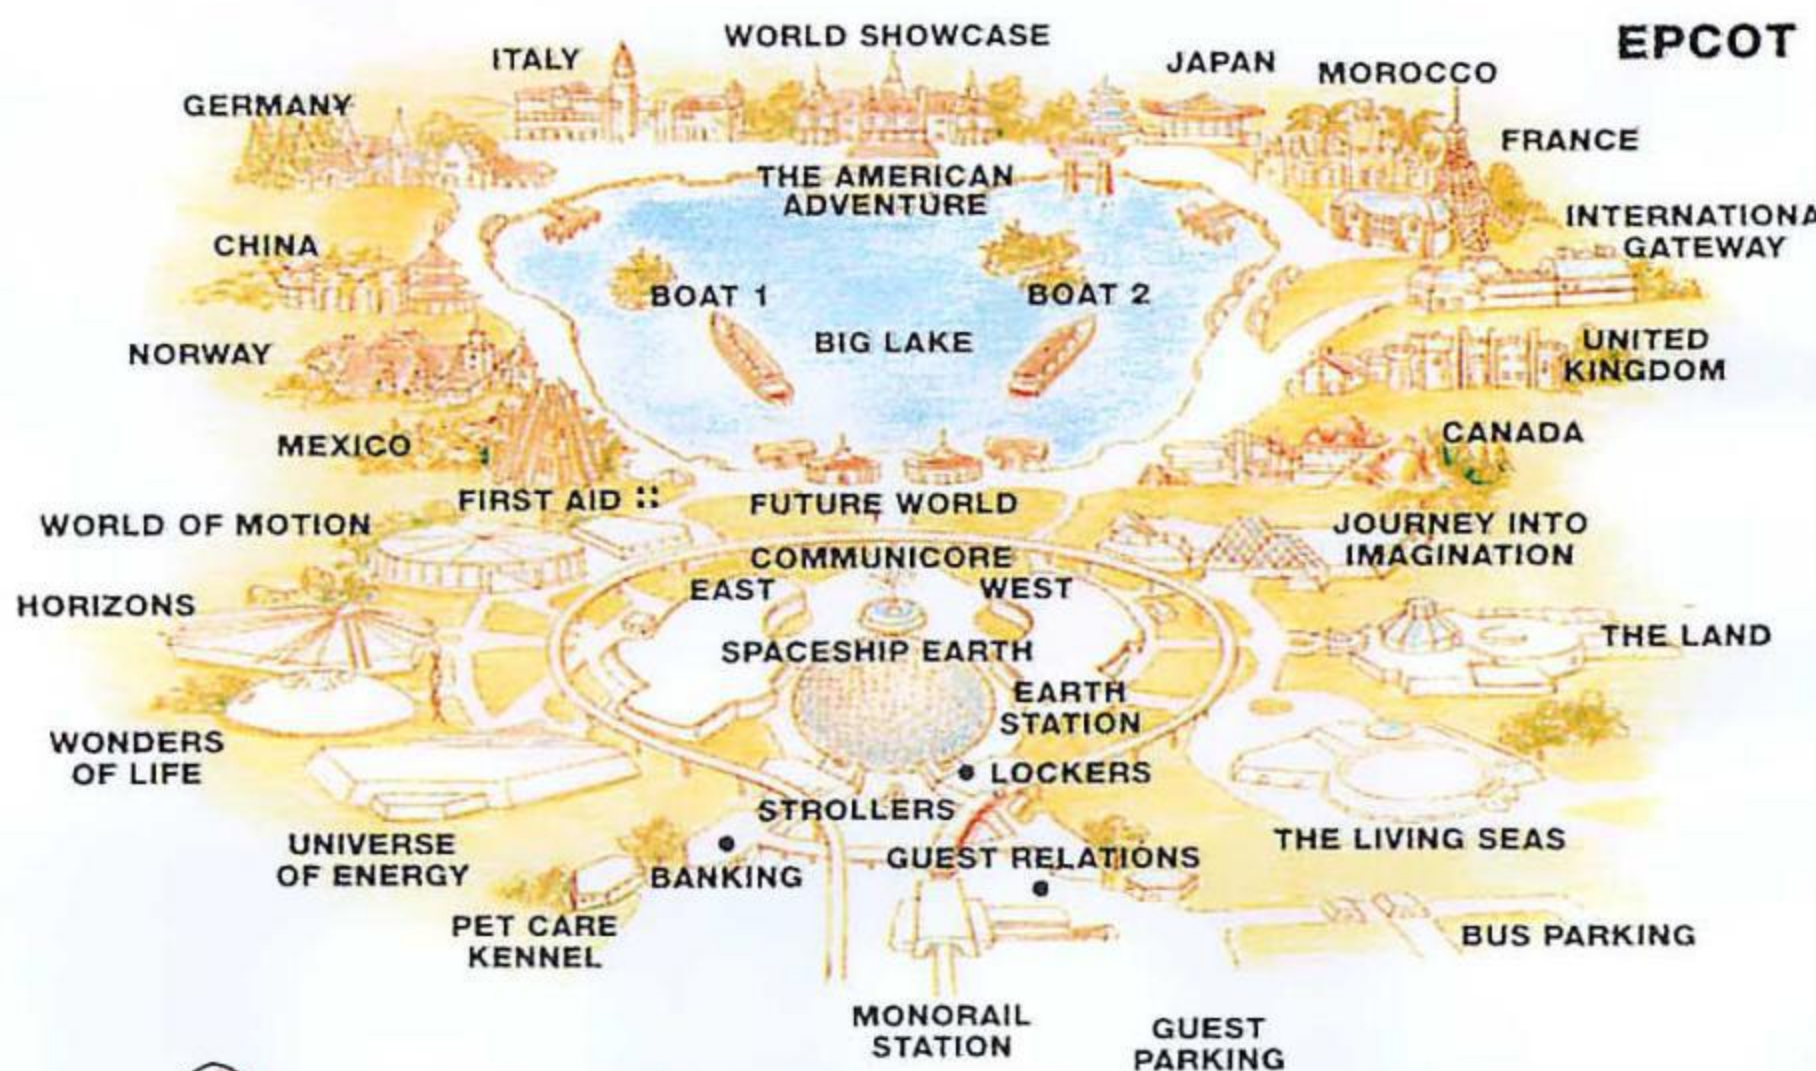 WORLD SHOWCASE
EPCOT
ITALY
JAPAN
MOROCCO
GERMANY
FRANCE
THE AMERICAN
ADVENTURE
INTERNATIONA
GATEWAY
CHINA
BOAT 1
BOAT 2
BIG LAKE
NORWAY
UNITED
KINGDOM
MEXICO
CANADA
FIRST AID ::
FUTURE WORLD
WORLD OF MOTION
JOURNEY INTO
IMAGINATION
COMMUNICORE
EAST
WEST
HORIZONS
THE LAND
SPACESHIP EARTH
EARTH
STATION
WONDERS
OF LIFE
LOCKERS
STROLLERS
THE LIVING SEAS
UNIVERSE
OF ENERGY
GUEST RELATIONS
BANKING
PET CARE
KENNEL
BUS PARKING
MONORAIL
STATION
GUEST
PARKING